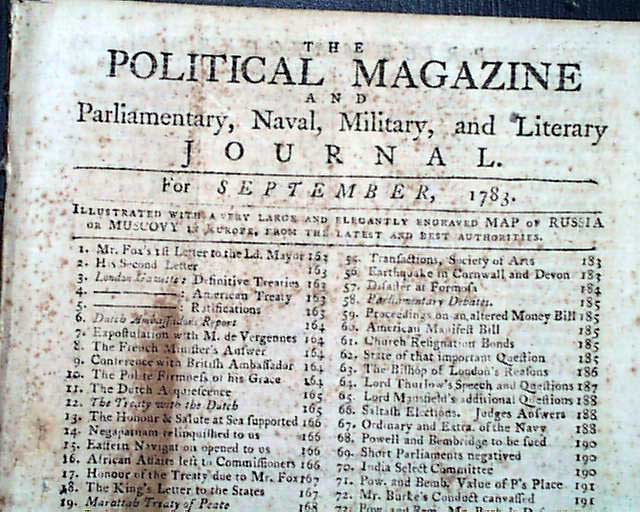 THE
POLITICAL MAGAZINE
AND
Parliamentary, Naval, Military, and Literary
JOURNAL.
For SEPTEMBER, 1783.
ILLUSTRATED WITH A VERY LARGE AND ELEGANTLY ENGRAVED MAP OF RUSSIA
OR MUSCOVY IN EUROPE, FROM THE LATEST AND BEST AUTHORITIES.
1. Mr. Fox's 1st Letter to the Ld. Mayor 163
2. His Second Letter 163
3. London Gazette: Definitive Treaties 163
4. ———: American Treaty 163
5. ———: Ratifications 163
6. Dutch Ambassador's Report 164
7. Expostulation with M. de Vergennes 164
8. The French Minister's Answer 164
9. Conference with British Ambassador 164
10. The Polite Firmness of his Grace 164
11. The Dutch Acquiescence 165
12. The Treaty with the Dutch 165
13. The Honour & Salute at Sea supported 166
14. Negapatnam relinquished to us 166
15. Eastern Navigation opened to us 166
16. African Affairs left to Commissioners 166
17. Honour of the Treaty due to Mr. Fox 167
18. The King's Letter to the States 167
19. Marattah Treaty of Peace 168
55. Transactions, Society of Arts 183
56. Earthquake in Cornwall and Devon 183
57. Disaster at Formosa 184
58. Parliamentary Debates. 185
59. Proceedings on an altered Money Bill 185
60. American Manifest Bill 185
61. Church Resignation Bonds 185
62. State of that important Question 185
63. The Bishop of London's Reasons 186
64. Lord Thurlow's Speech and Questions 187
65. Lord Mansfield's additional Questions 188
66. Saltash Elections. Judges Answers 188
67. Ordinary and Extra. of the Navy 188
68. Powell and Bembridge to be sued 190
69. Short Parliaments negatived 190
70. India Select Committee 190
71. Pow. and Bemb. Value of P's Place 191
72. Mr. Burke's Conduct canvassed 191
73. Pow. and Bem. Mr. Burke's